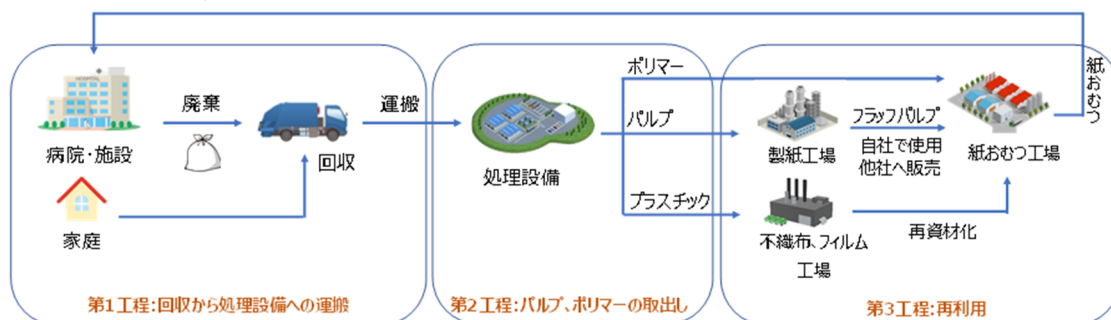 廃棄
病院・施設
家庭
回収
運搬
第1工程:回収から処理設備への運搬
処理設備
第2工程:パルプ、ポリマーの取出し
ポリマー
パルプ
プラスチック
製紙工場
フラッフパルプ
自社で使用
他社へ販売
不織布、フィルム
工場
再資材化
紙おむつ工場
紙おむつ
第3工程:再利用